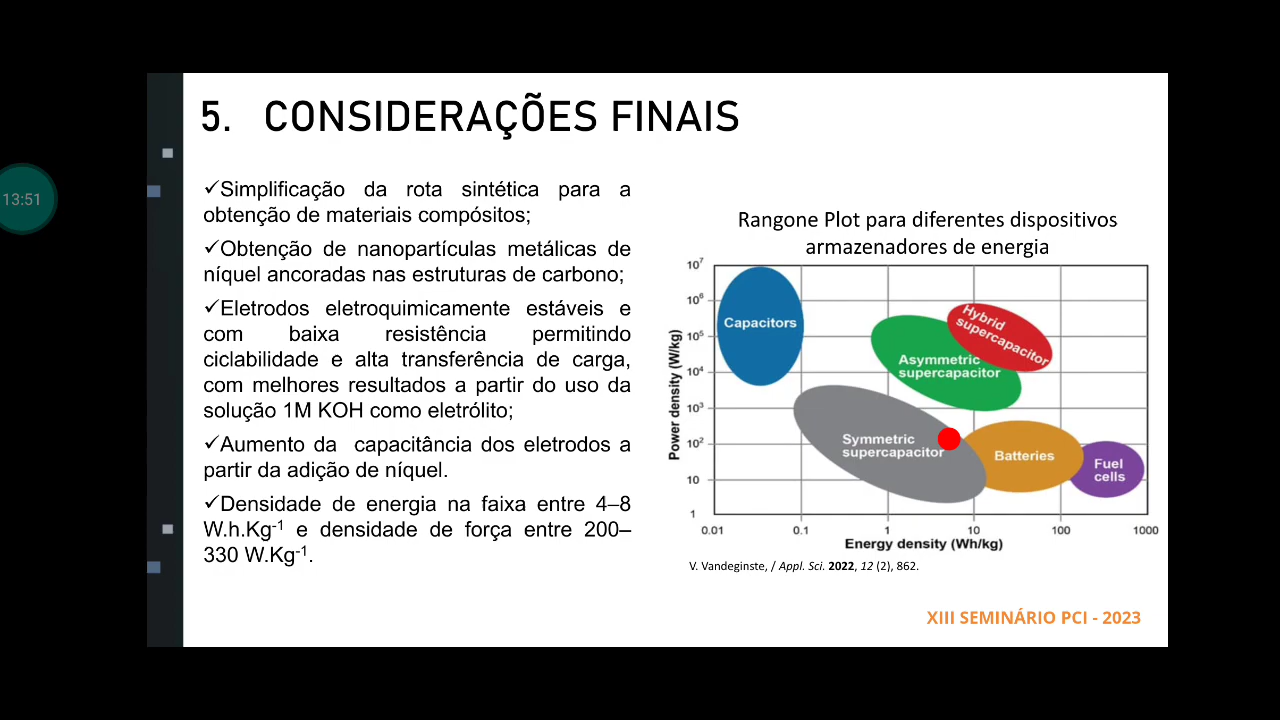 5. CONSIDERAÇÕES FINAIS
13:51
✓Simplificação da rota sintética para a
obtenção de materiais compósitos;
✓Obtenção de nanopartículas metálicas de
níquel ancoradas nas estruturas de carbono;
✓Eletrodos eletroquimicamente estáveis e
com baixa resistência permitindo
ciclabilidade e alta transferência de carga,
com melhores resultados a partir do uso da
solução 1M KOH como eletrólito;
✓Aumento da capacitância dos eletrodos a
partir da adição de níquel.
✓Densidade de energia na faixa entre 4–8
W.h.Kg⁻¹ e densidade de força entre 200–
330 W.Kg⁻¹.
Rangone Plot para diferentes dispositivos
armazenadores de energia
Power density (W/kg)
10⁷
10⁶
10⁵
10⁴
10³
10²
10
1
Capacitors
Hybrid
supercapacitor
Asymmetric
supercapacitor
Symmetric
supercapacitor
Batteries
Fuel
cells
0.01 0.1 1 10 100 1000
Energy density (Wh/kg)
V. Vandeginste, / Appl. Sci. 2022, 12 (2), 862.
XIII SEMINÁRIO PCI - 2023